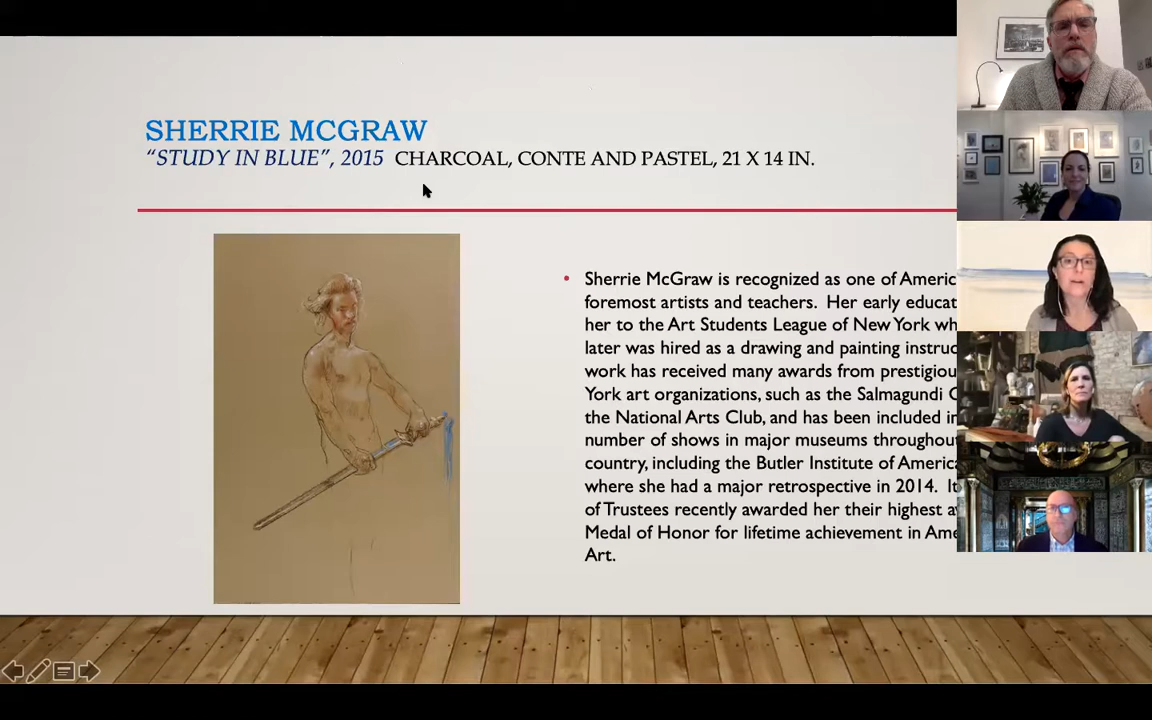 SHERRIE MCGRAW
"STUDY IN BLUE", 2015 CHARCOAL, CONTE AND PASTEL, 21 X 14 IN.
• Sherrie McGraw is recognized as one of Americ
foremost artists and teachers. Her early educat
her to the Art Students League of New York wh
later was hired as a drawing and painting instruc
work has received many awards from prestigiou
York art organizations, such as the Salmagundi C
the National Arts Club, and has been included in
number of shows in major museums throughout
country, including the Butler Institute of America
where she had a major retrospective in 2014. It
of Trustees recently awarded her their highest a
Medal of Honor for lifetime achievement in Ame
Art.